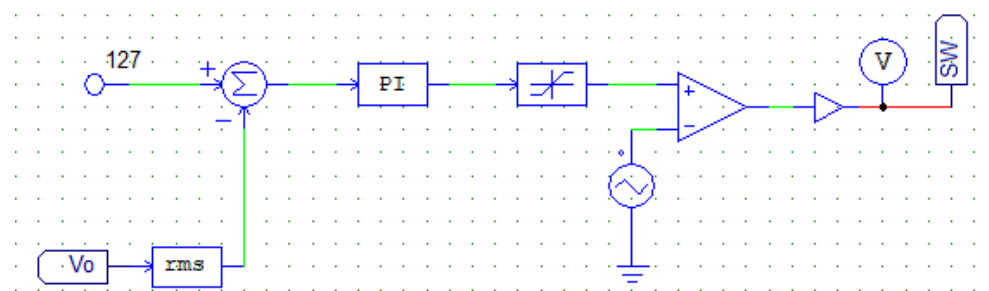 127
V
SW
+
Σ
PI
+
−
−
Vo
rms